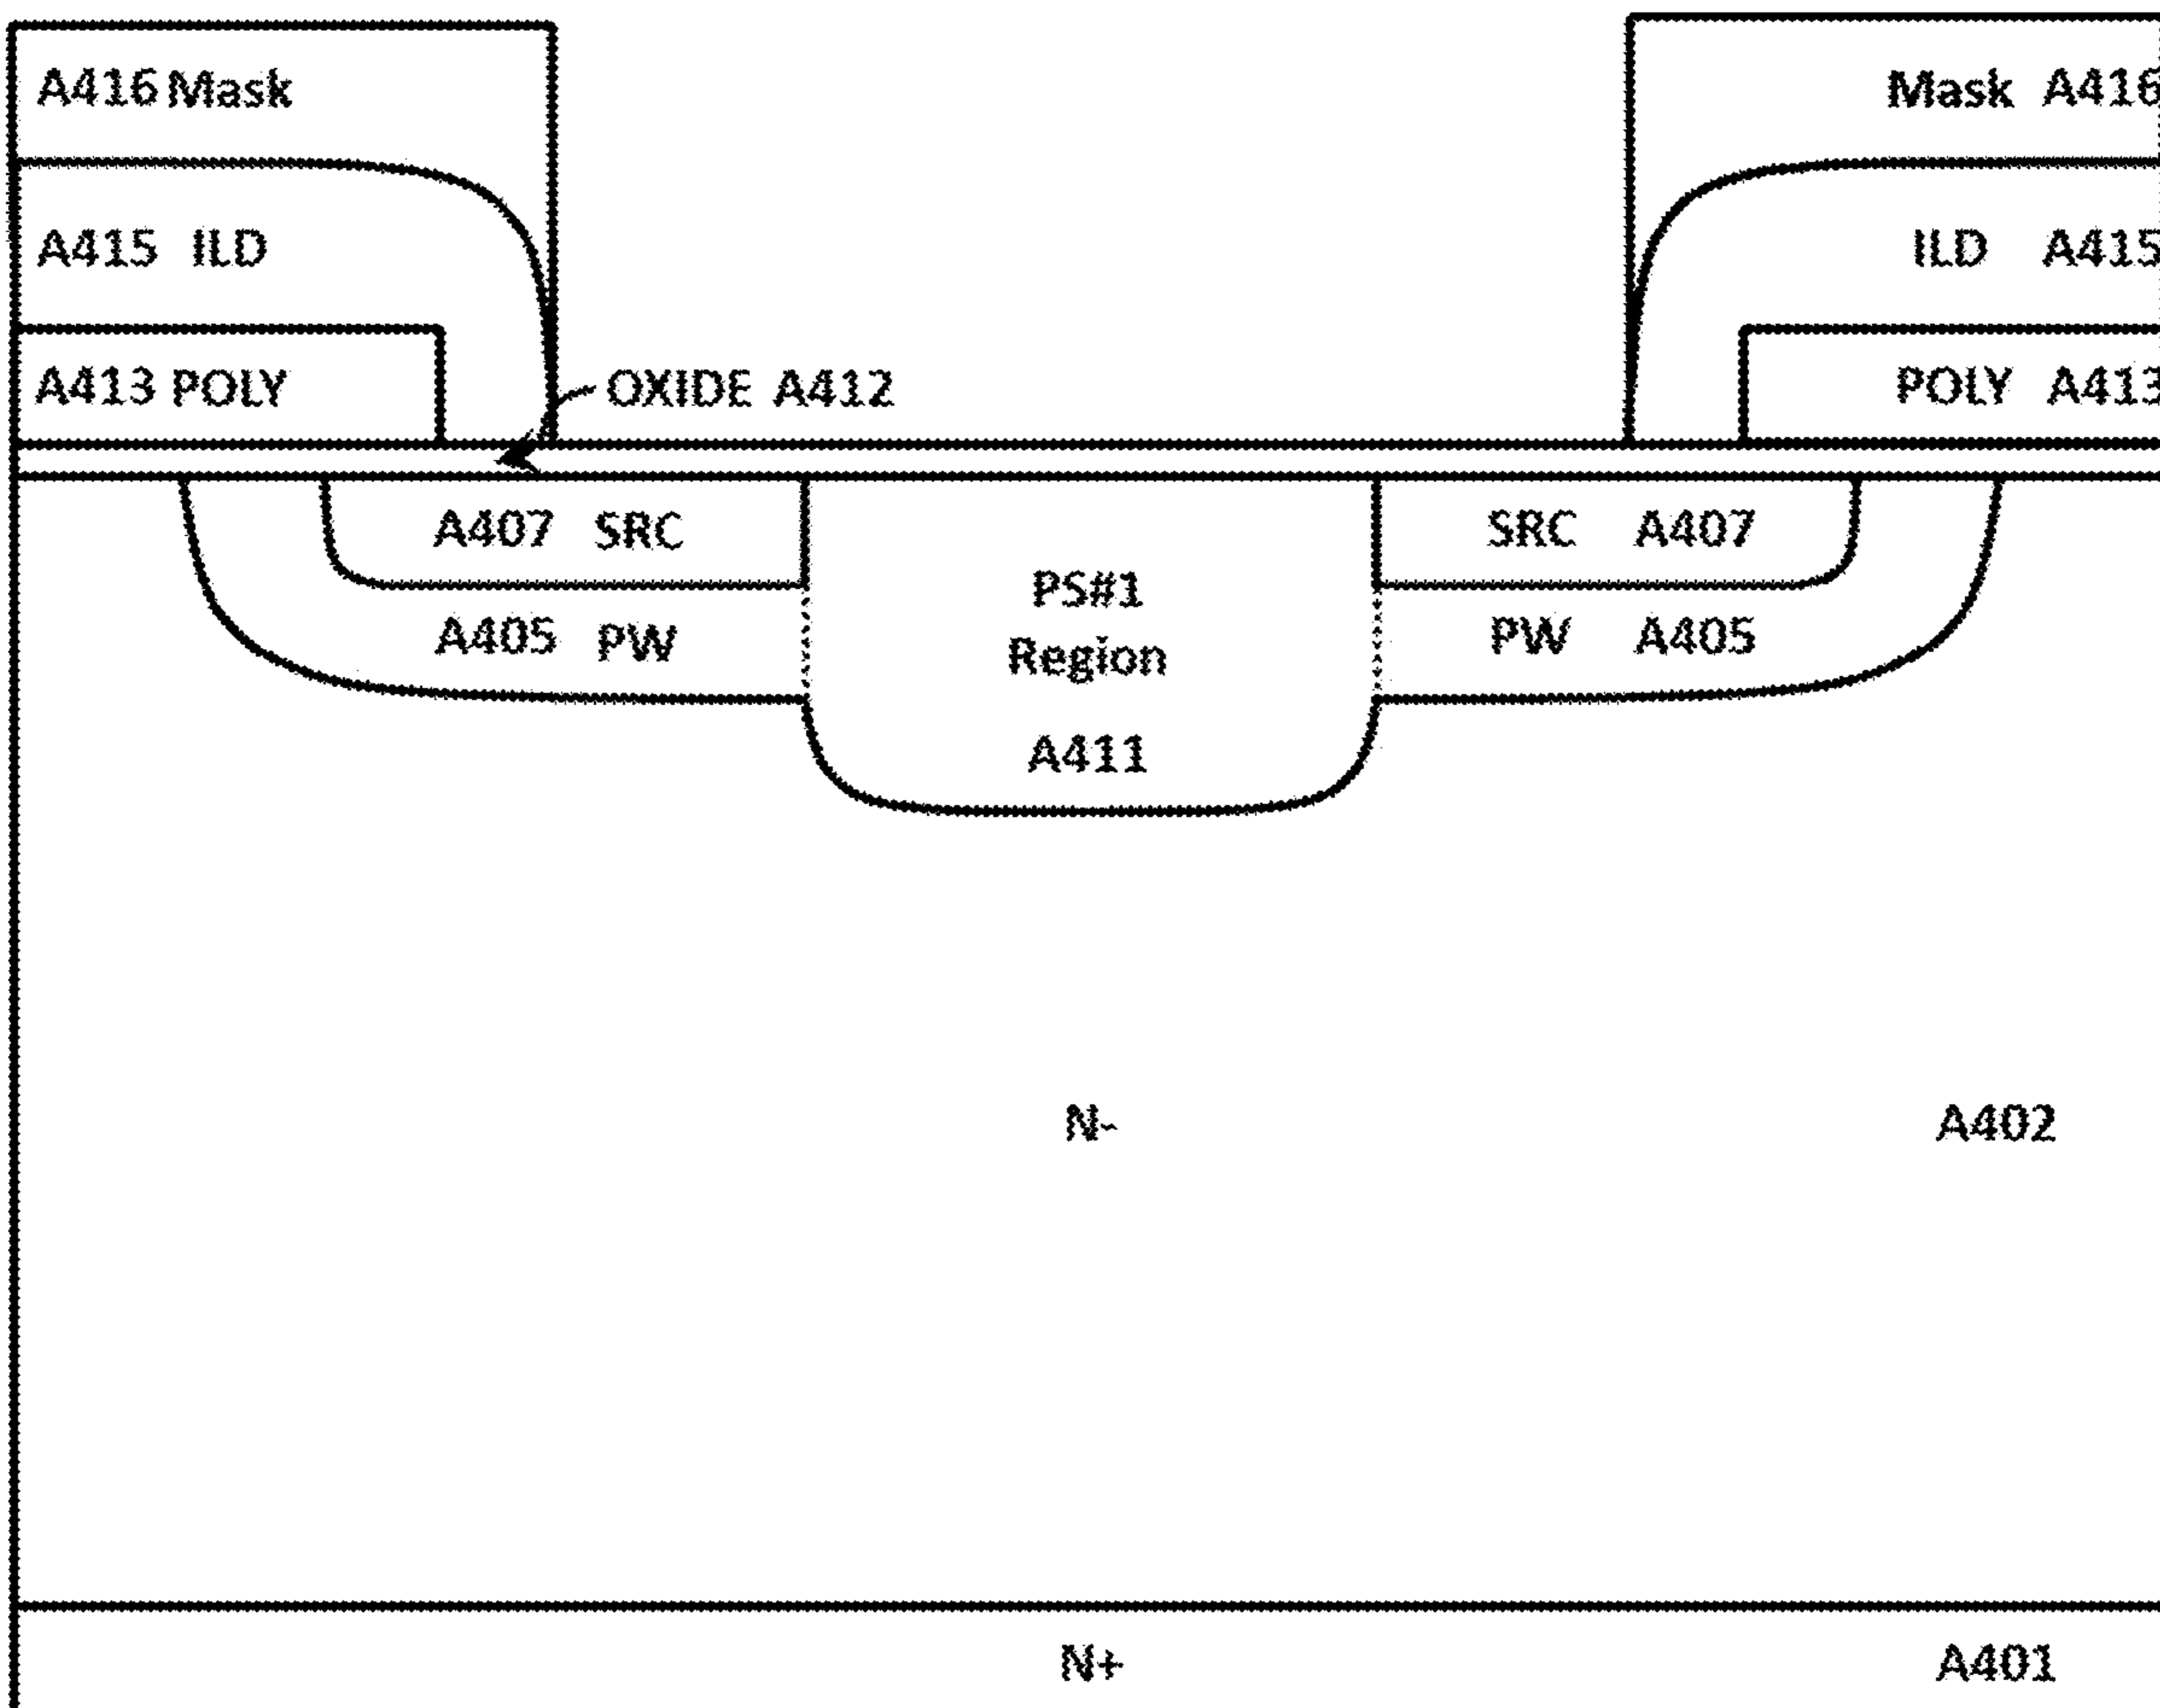 A416 Mask
Mask A416
A415 ILD
ILD A415
A413 POLY
OXIDE A412
POLY A413
A407 SRC
SRC A407
PS#1
Region
A411
A405 PW
PW A405
N-
A402
N+
A401